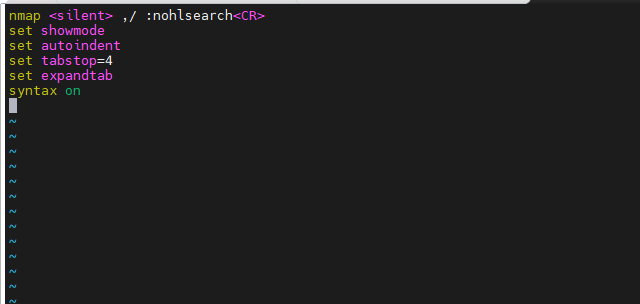 nmap <silent> ,/ :nohlsearch<CR>
set showmode
set autoindent
set tabstop=4
set expandtab
syntax on
~
~
~
~
~
~
~
~
~
~
~
~
~